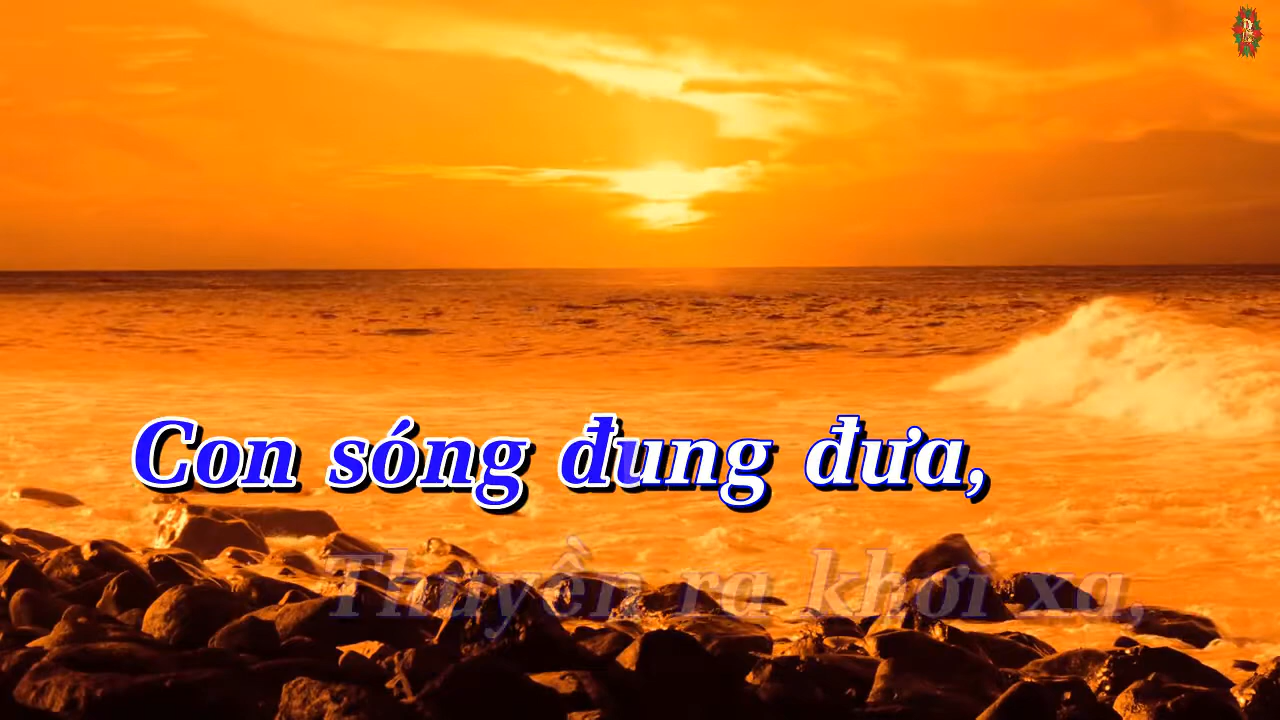 Con sóng đung đưa,
Thuyền ra khơi xa,